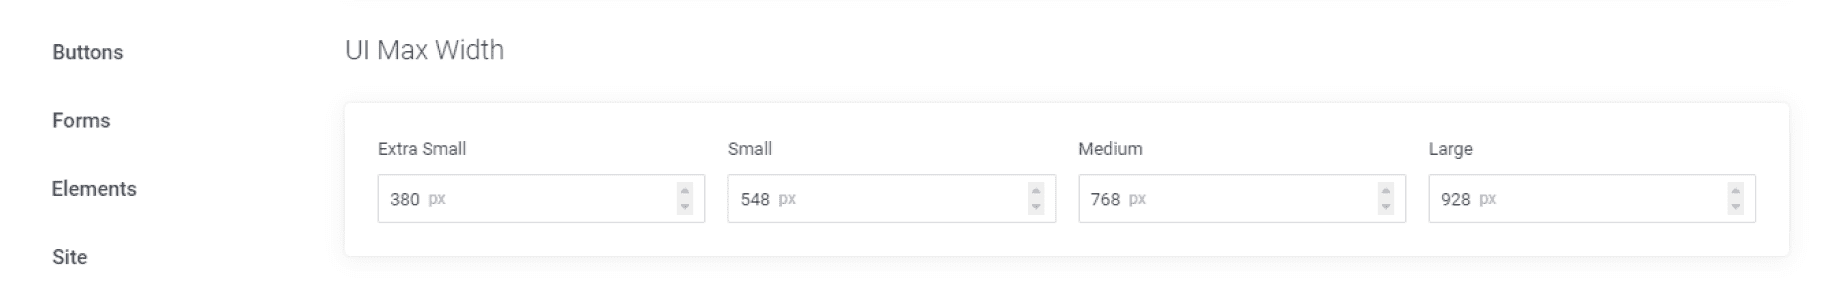 Buttons
Forms
Elements
Site
UI Max Width
Extra Small
380 px
Small
548 px
Medium
768 px
Large
928 px